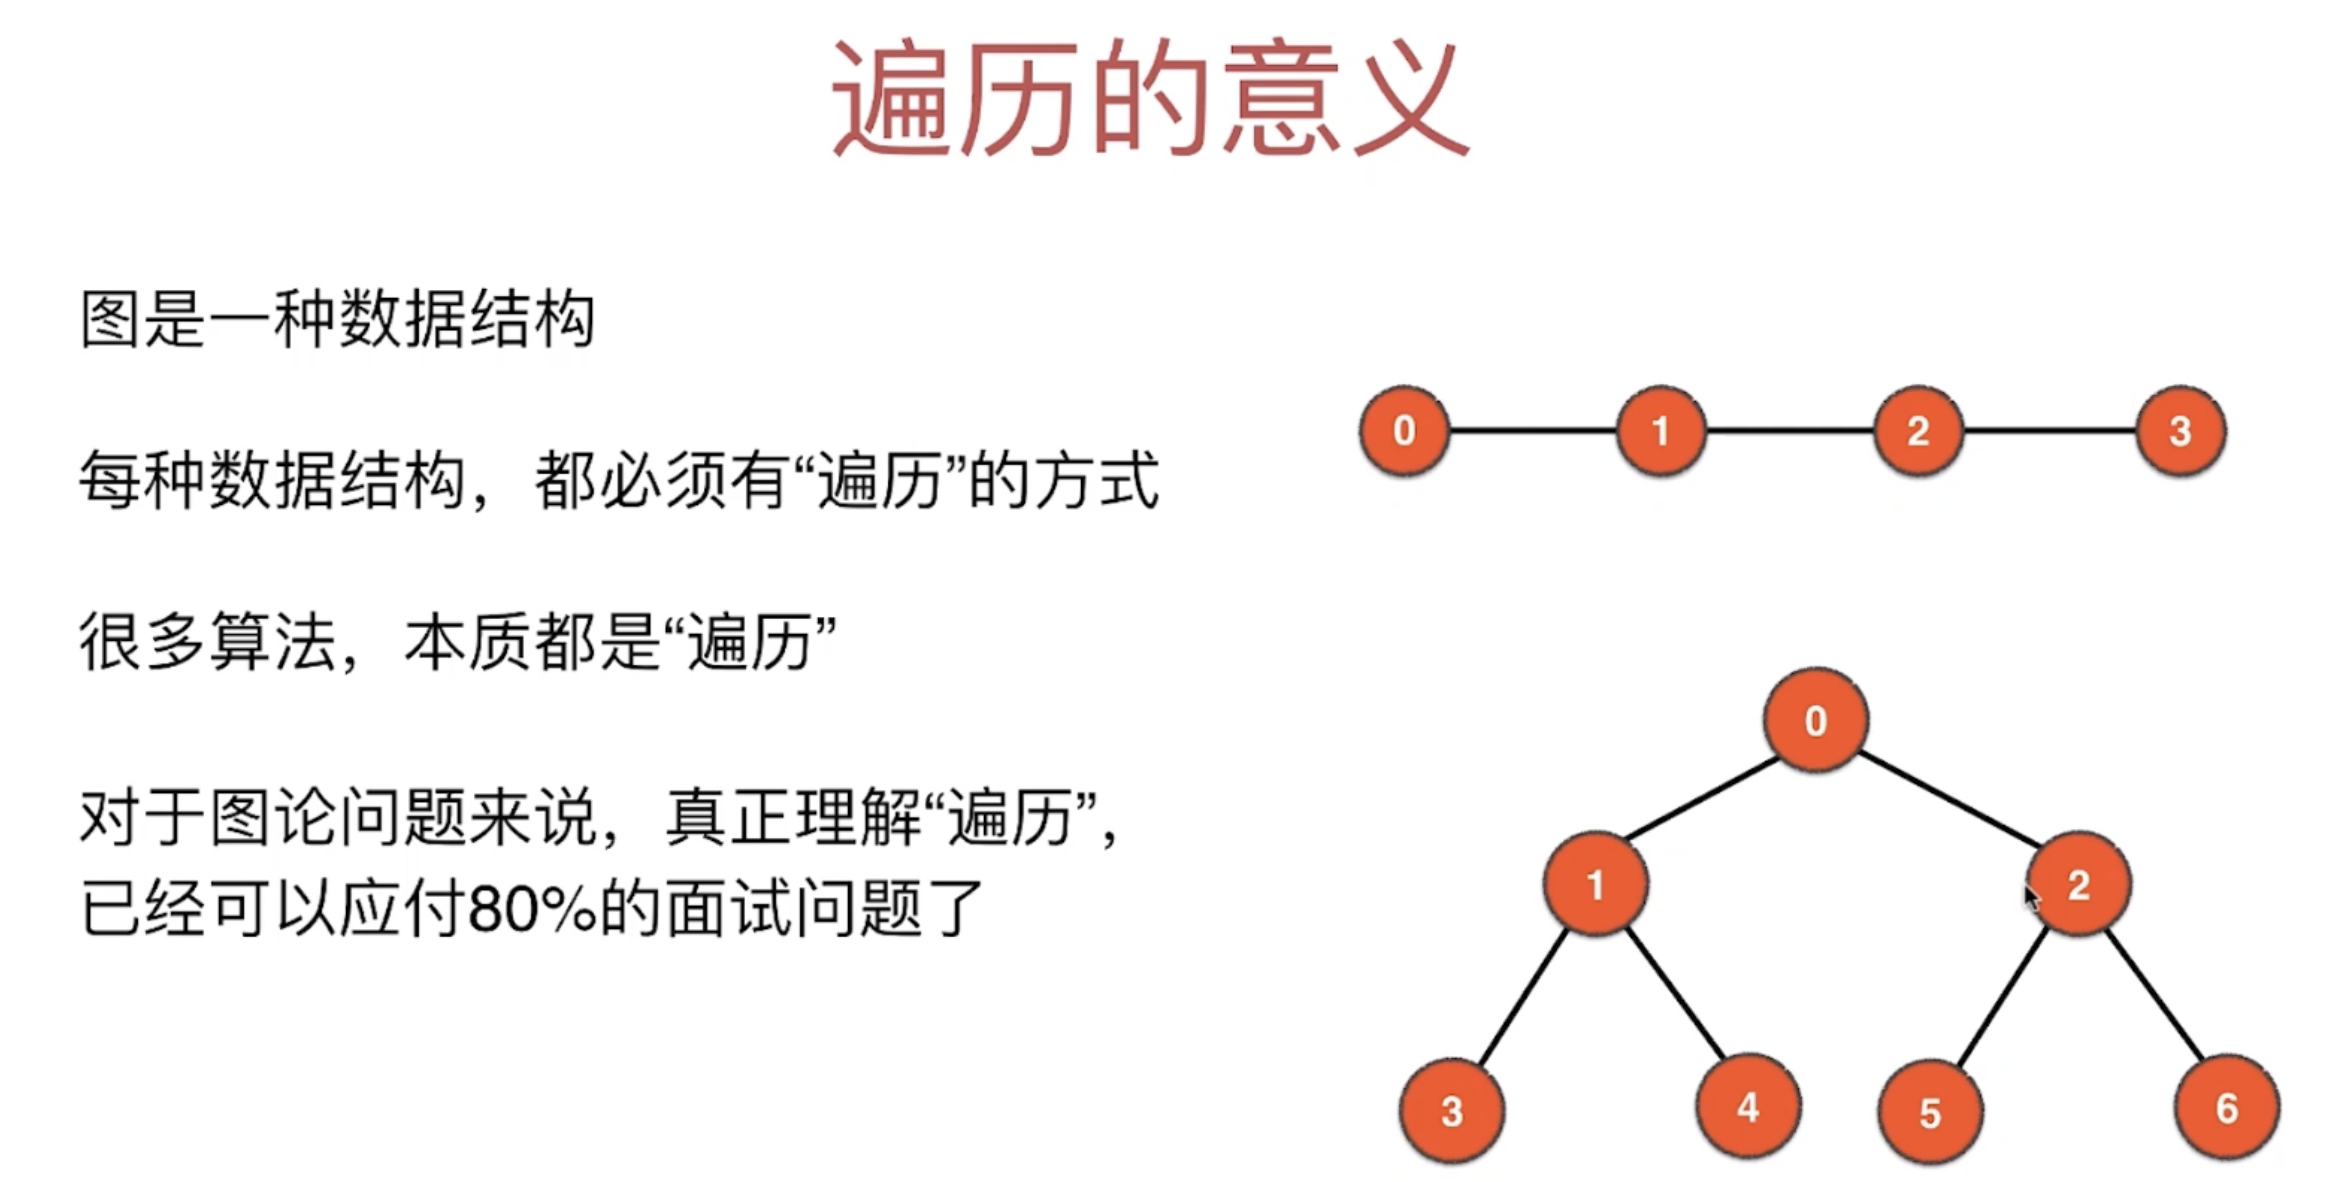 遍历的意义
图是一种数据结构
每种数据结构，都必须有“遍历”的方式
很多算法，本质都是“遍历”
对于图论问题来说，真正理解“遍历”，
已经可以应付80%的面试问题了
0 1 2 3
0
1 2
3 4 5 6